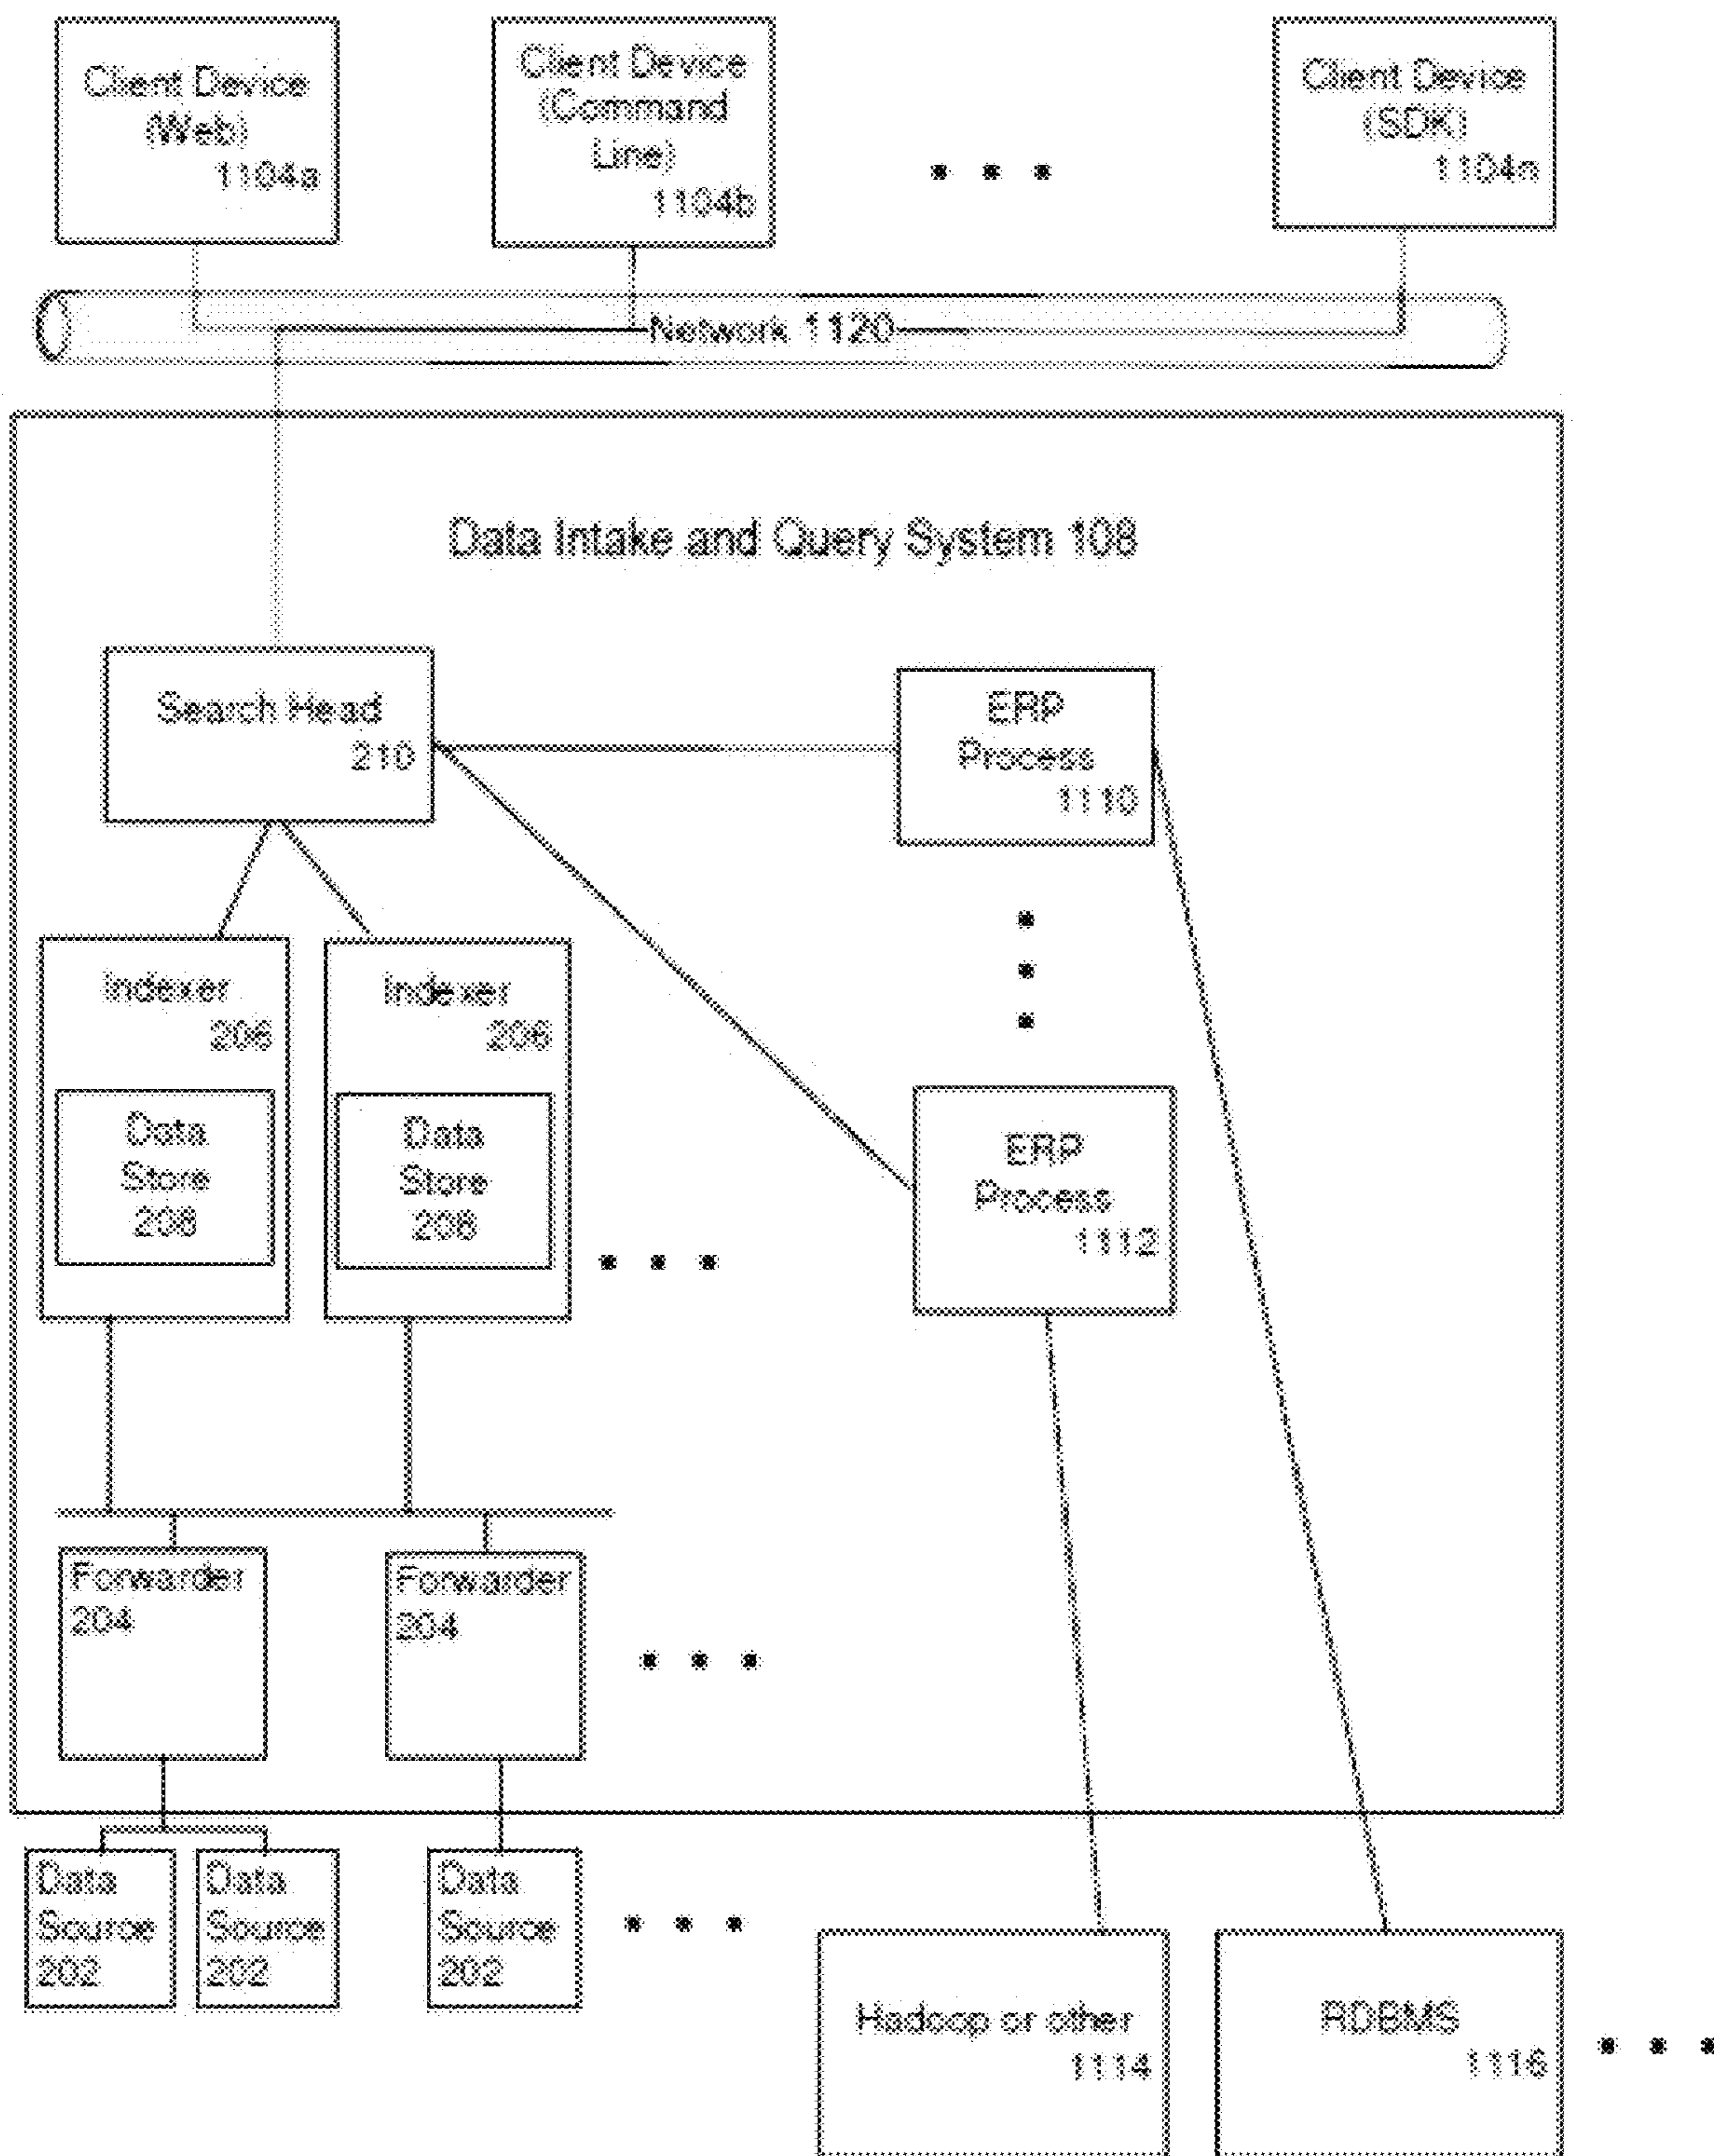 Client Device
(Web)
1104a
Client Device
(Command
Line)
1104b
Client Device
(SDK)
1104n
Network 1120
Data Intake and Query System 108
Search Head
210
ERP
Process
1110
Indexer
206
Data
Store
208
Indexer
206
Data
Store
208
ERP
Process
1112
Forwarder
204
Forwarder
204
Data
Source
202
Data
Source
202
Data
Source
202
Hadoop or other
1114
RDBMS
1116